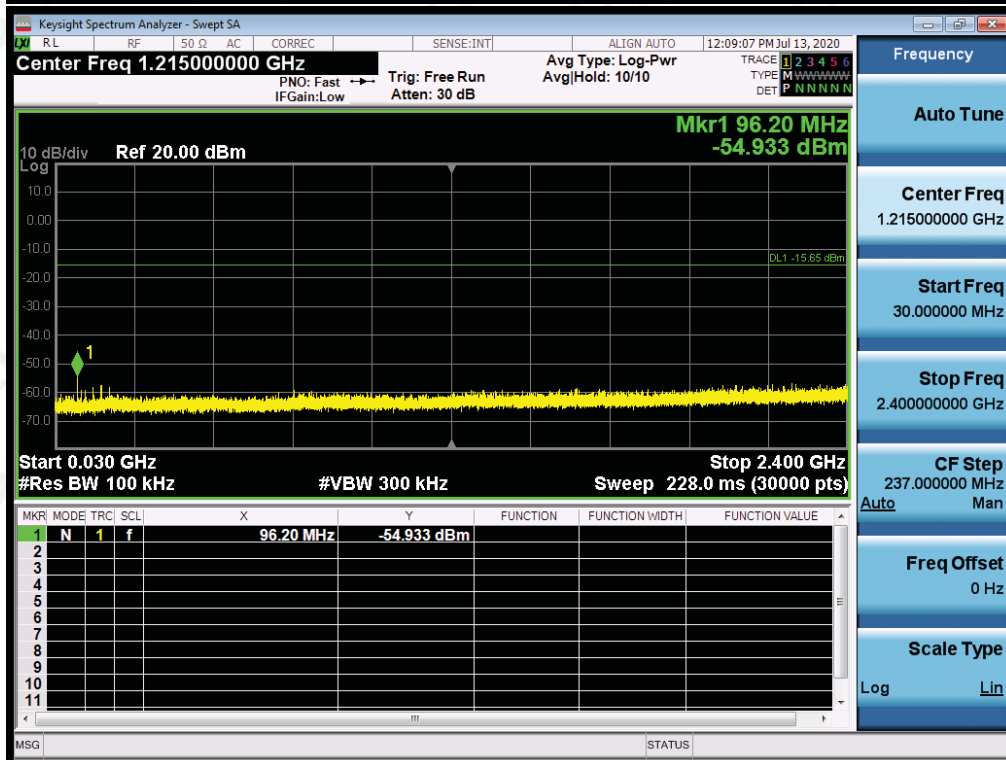 Keysight Spectrum Analyzer - Swept SA
LXI RL RF 50 Ω AC CORREC SENSE:INT ALIGN AUTO 12:09:07 PM Jul 13, 2020
Center Freq 1.215000000 GHz
PNO: Fast
IFGain:Low
Trig: Free Run
Atten: 30 dB
Avg Type: Log-Pwr
Avg|Hold: 10/10
TRACE 1 2 3 4 5 6
TYPE M WWWWW
DET P N N N N N
Mkr1 96.20 MHz
-54.933 dBm
10 dB/div Ref 20.00 dBm
Log
10.0
0.00
-10.0
DL1 -15.65 dBm
-20.0
-30.0
-40.0
1
-50.0
-60.0
-70.0
Start 0.030 GHz Stop 2.400 GHz
#Res BW 100 kHz #VBW 300 kHz Sweep 228.0 ms (30000 pts)
MKR MODE TRC SCL X Y FUNCTION FUNCTION WIDTH FUNCTION VALUE
1 N 1 f 96.20 MHz -54.933 dBm
2
3
4
5
6
7
8
9
10
11
MSG STATUS
Frequency
Auto Tune
Center Freq
1.215000000 GHz
Start Freq
30.000000 MHz
Stop Freq
2.400000000 GHz
CF Step
237.000000 MHz
Auto Man
Freq Offset
0 Hz
Scale Type
Log Lin